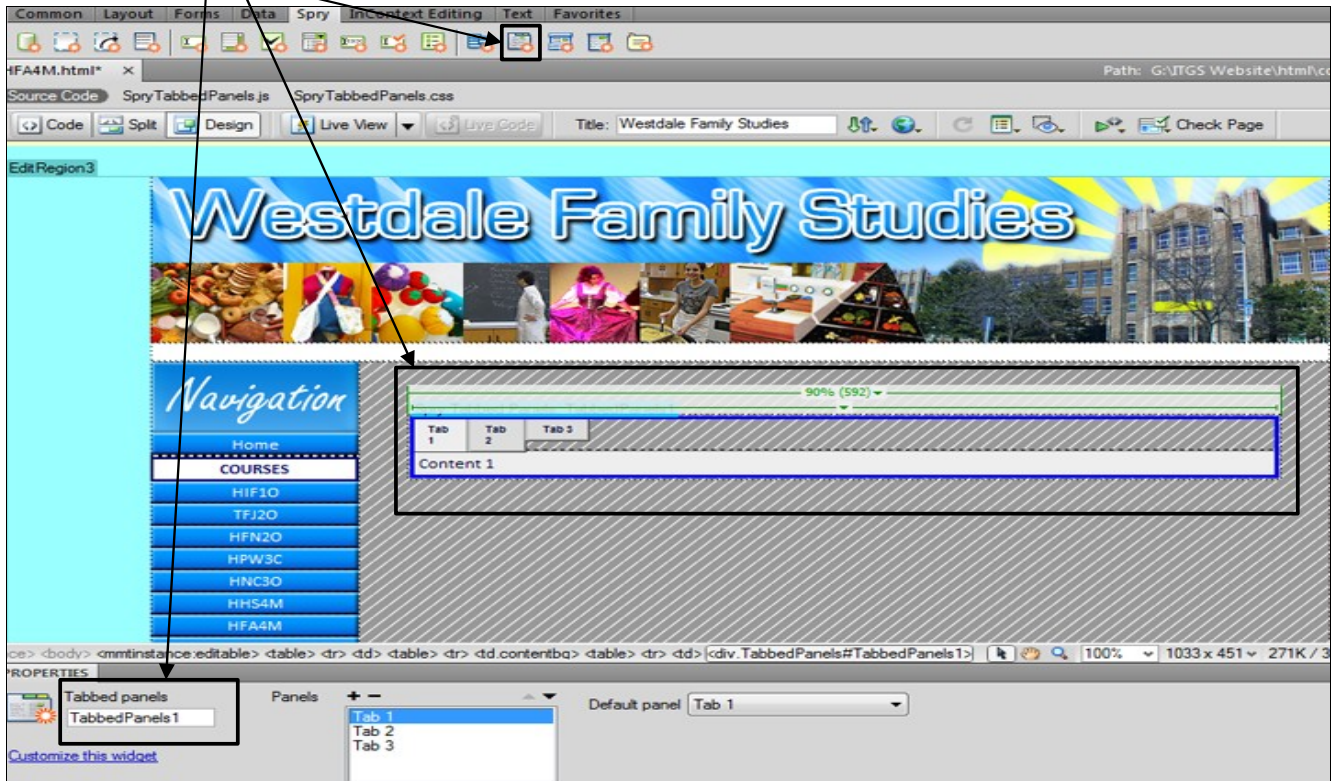 Common Layout Forms Data Spry InContext Editing Text Favorites
HFA4M.html* × Path: G:\ITGS Website\html\co
Source Code SpryTabbedPanels.js SpryTabbedPanels.css
Code Split Design Live View Live Code Title: Westdale Family Studies Check Page
EditRegion3
Westdale Family Studies
Navigation
Home
COURSES
HIF1O
TFJ2O
HFN2O
HPW3C
HNC3O
HHS4M
HFA4M
90% (592)
Tab 1 Tab 2 Tab 3
Content 1
ce> <body> <mmtinstance:editable> <table> <tr> <td> <table> <tr> <td.contentbg> <table> <tr> <td> <div.TabbedPanels#TabbedPanels1> 100% 1033 x 451 271K / 3
PROPERTIES
Tabbed panels
TabbedPanels1
Customize this widget
Panels + −
Tab 1
Tab 2
Tab 3
Default panel Tab 1